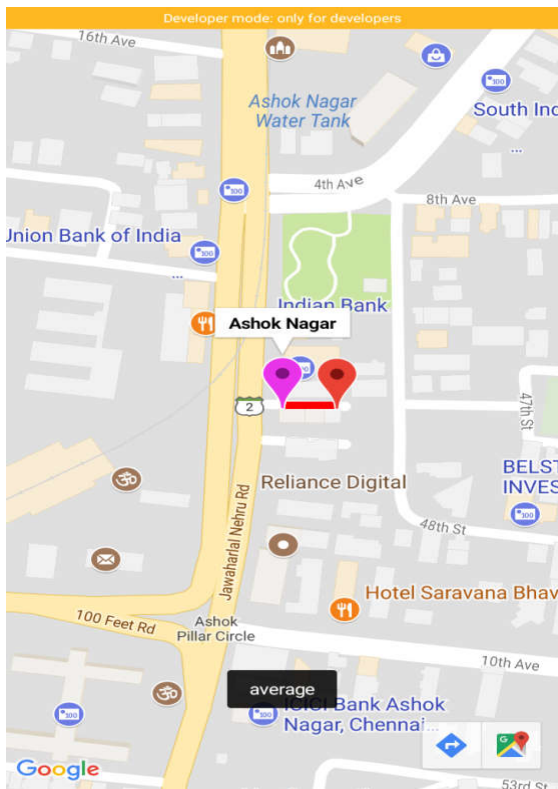 Developer mode: only for developers
16th Ave
Ashok Nagar
Water Tank
South Ind
...
4th Ave
8th Ave
Union Bank of India
...
Indian Bank
Ashok Nagar
2
47th St
Reliance Digital
BELST
INVES
Jawaharlal Nehru Rd
48th St
Hotel Saravana Bhav
100 Feet Rd
Ashok
Pillar Circle
10th Ave
average
ICICI Bank Ashok
Nagar, Chennai...
Google
53rd St